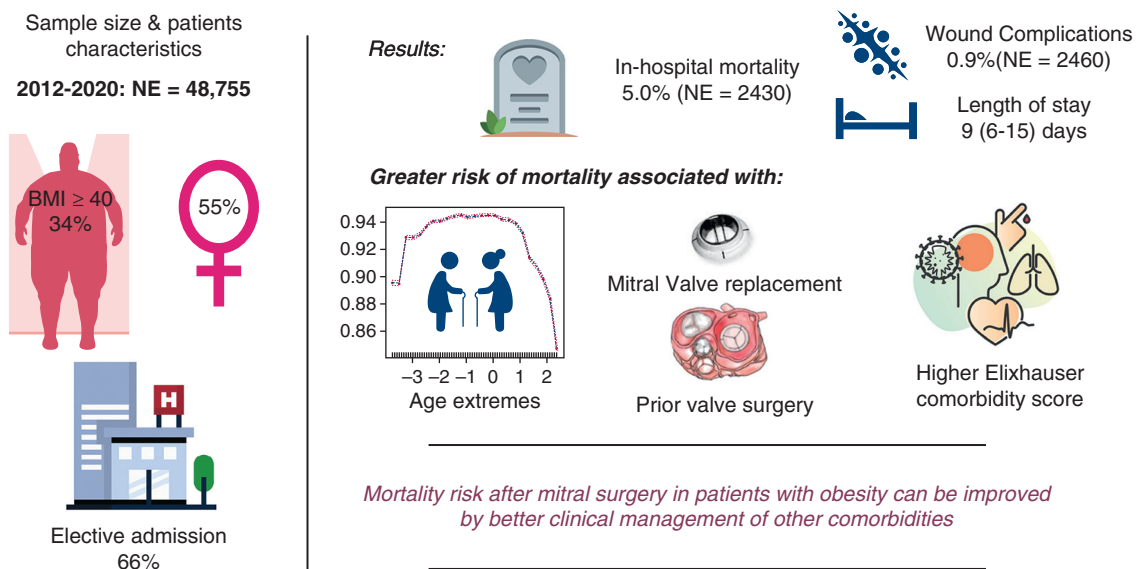 Sample size & patients
characteristics
2012-2020: NE = 48,755
BMI ≥ 40
34%
55%
H
Elective admission
66%
Results:
In-hospital mortality
5.0% (NE = 2430)
Wound Complications
0.9%(NE = 2460)
Length of stay
9 (6-15) days
Greater risk of mortality associated with:
0.94
0.92
0.90
0.88
0.86
−3 −2 −1 0 1 2
Age extremes
Mitral Valve replacement
Prior valve surgery
Higher Elixhauser
comorbidity score
Mortality risk after mitral surgery in patients with obesity can be improved
by better clinical management of other comorbidities